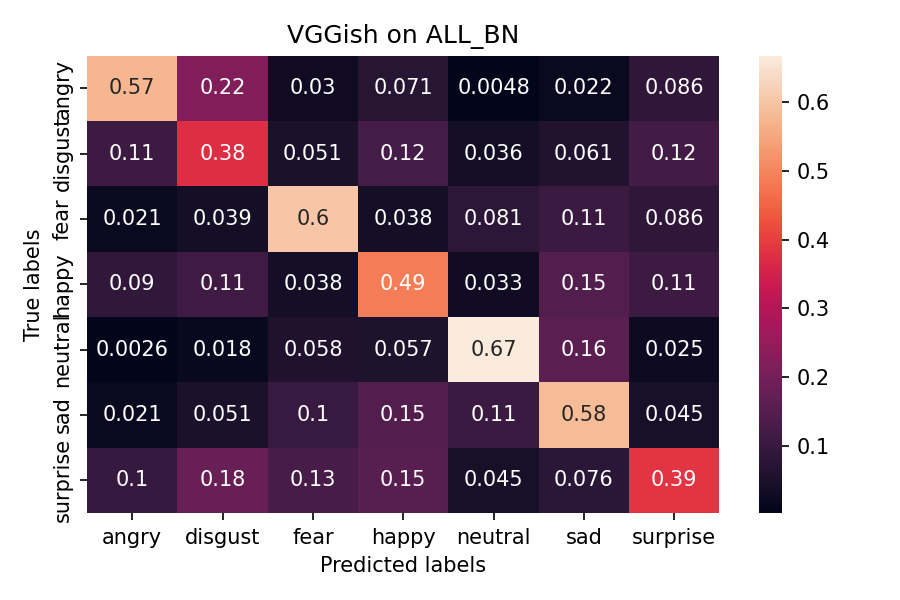 VGGish on ALL_BN
True labels
angry 0.57 0.22 0.03 0.071 0.0048 0.022 0.086
disgust 0.11 0.38 0.051 0.12 0.036 0.061 0.12
fear 0.021 0.039 0.6 0.038 0.081 0.11 0.086
happy 0.09 0.11 0.038 0.49 0.033 0.15 0.11
neutral 0.0026 0.018 0.058 0.057 0.67 0.16 0.025
sad 0.021 0.051 0.1 0.15 0.11 0.58 0.045
surprise 0.1 0.18 0.13 0.15 0.045 0.076 0.39
angry disgust fear happy neutral sad surprise
Predicted labels
0.6
0.5
0.4
0.3
0.2
0.1